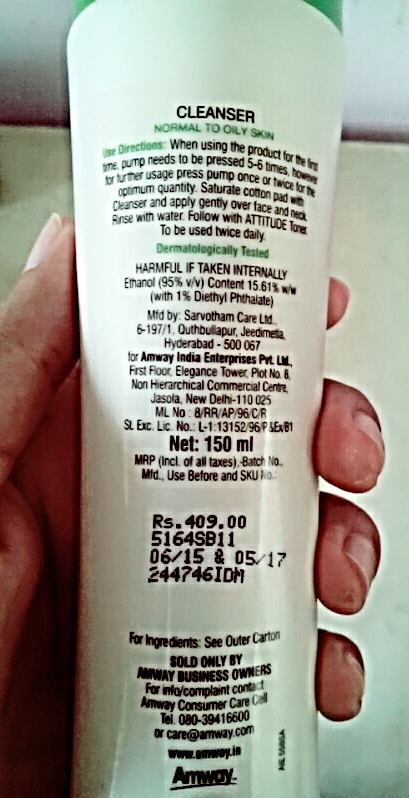 CLEANSER
NORMAL TO OILY SKIN
Use Directions: When using the product for the first
time, pump needs to be pressed 5-6 times, however
for further usage press pump once or twice for the
optimum quantity. Saturate cotton pad with
Cleanser and apply gently over face and neck.
Rinse with water. Follow with ATTITUDE Toner.
To be used twice daily.
Dermatologically Tested
HARMFUL IF TAKEN INTERNALLY
Ethanol (95% v/v) Content 15.61% w/w
(with 1% Diethyl Phthalate)
Mfd by: Sarvotham Care Ltd.,
6-197/1, Quthbullapur, Jeedimetla,
Hyderabad - 500 067
for Amway India Enterprises Pvt. Ltd.,
First Floor, Elegance Tower, Plot No. 8,
Non Hierarchical Commercial Centre,
Jasola, New Delhi-110 025
ML No : 8/RR/AP/96/C/R
St. Exc. Lic. No.: L-1:13152/96/P&Ex/B1
Net: 150 ml
MRP (Incl. of all taxes),-Batch No.,
Mfd., Use Before and SKU No.:
Rs.409.00
5164SB11
06/15 & 05/17
244746IDM
For Ingredients: See Outer Carton
SOLD ONLY BY
AMWAY BUSINESS OWNERS
For info/complaint contact
Amway Consumer Care Cell
Tel. 080-39416600
or care@amway.com
www.amway.in
Amway